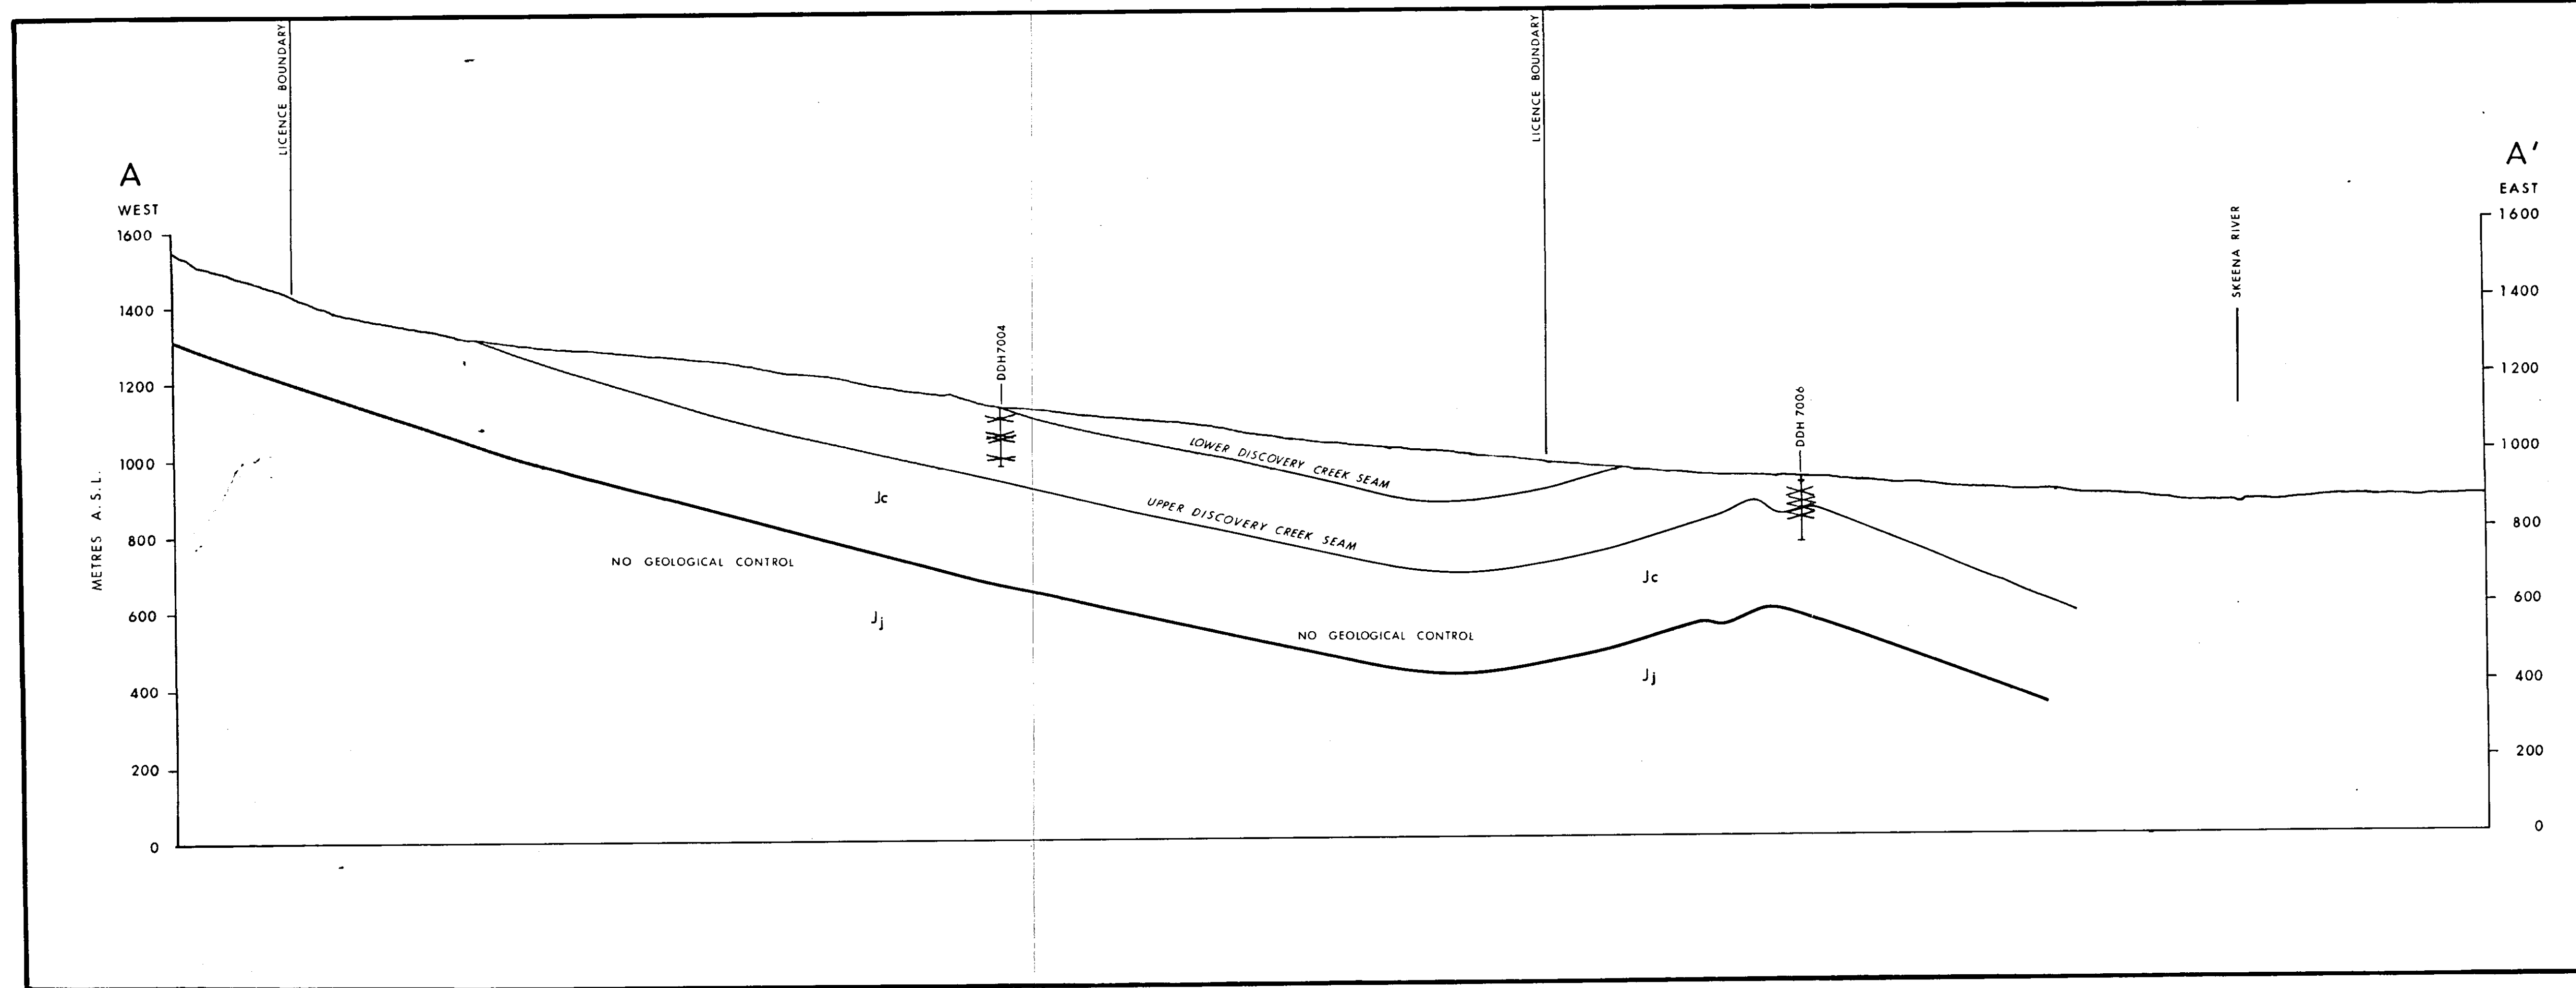 LICENCE BOUNDARY
LICENCE BOUNDARY
A
WEST
A'
EAST
SKEENA RIVER
1600
1400
1200
1000
800
600
400
200
0
METRES A.S.L.
DDH7004
DDH 7006
LOWER DISCOVERY CREEK SEAM
UPPER DISCOVERY CREEK SEAM
Jc
NO GEOLOGICAL CONTROL
Jj
Jc
NO GEOLOGICAL CONTROL
Jj
1600
1400
1200
1000
800
600
400
200
0